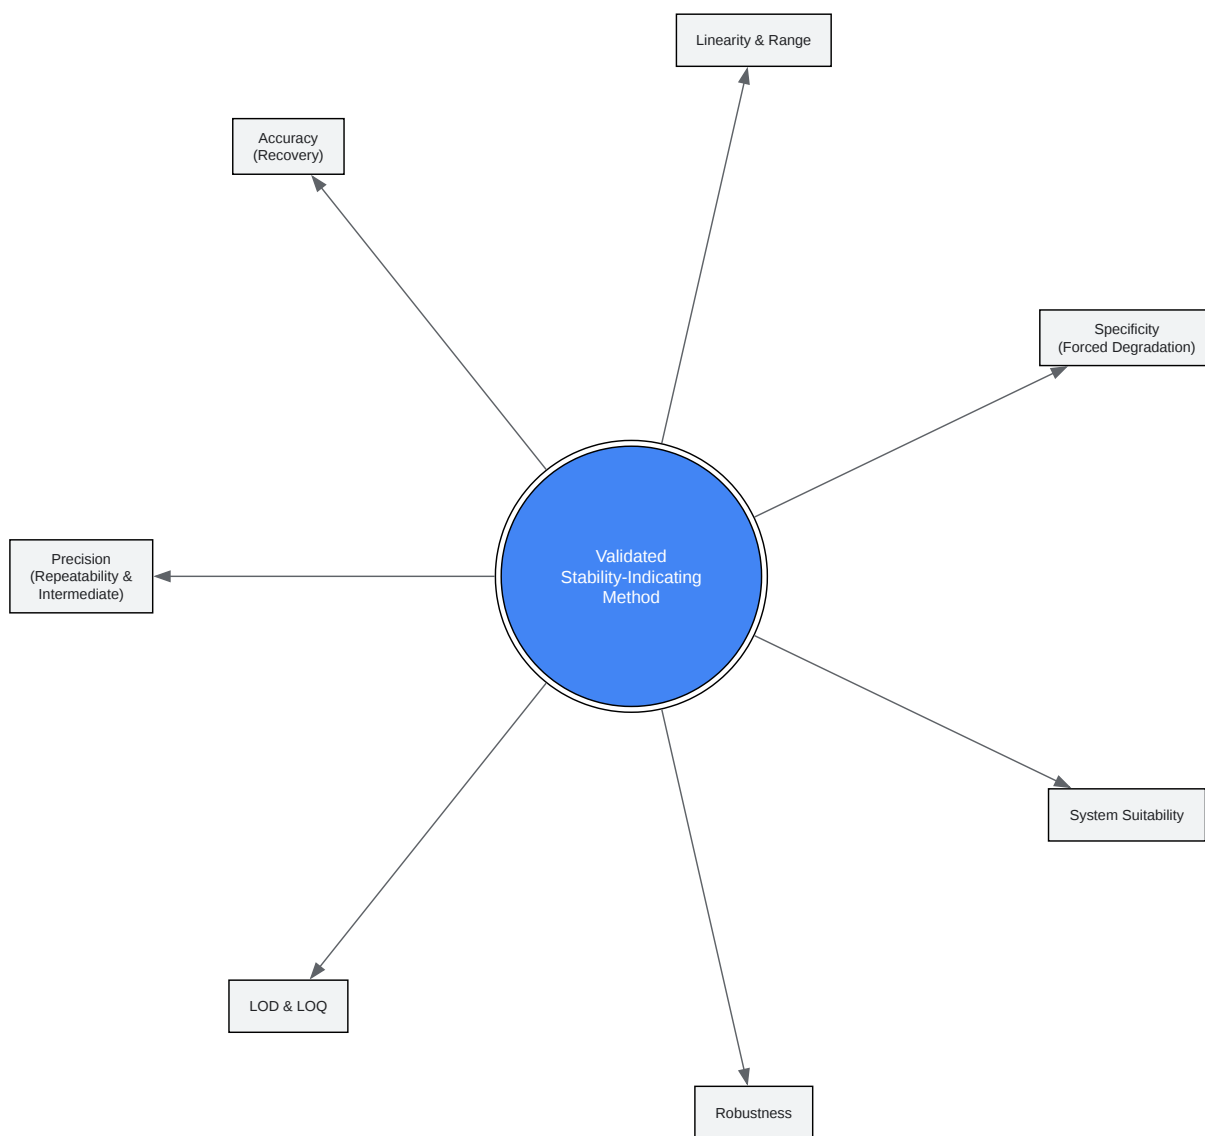 Linearity & Range
Accuracy
(Recovery)
Specificity
(Forced Degradation)
Validated
Stability-Indicating
Method
Precision
(Repeatability &
Intermediate)
System Suitability
LOD & LOQ
Robustness